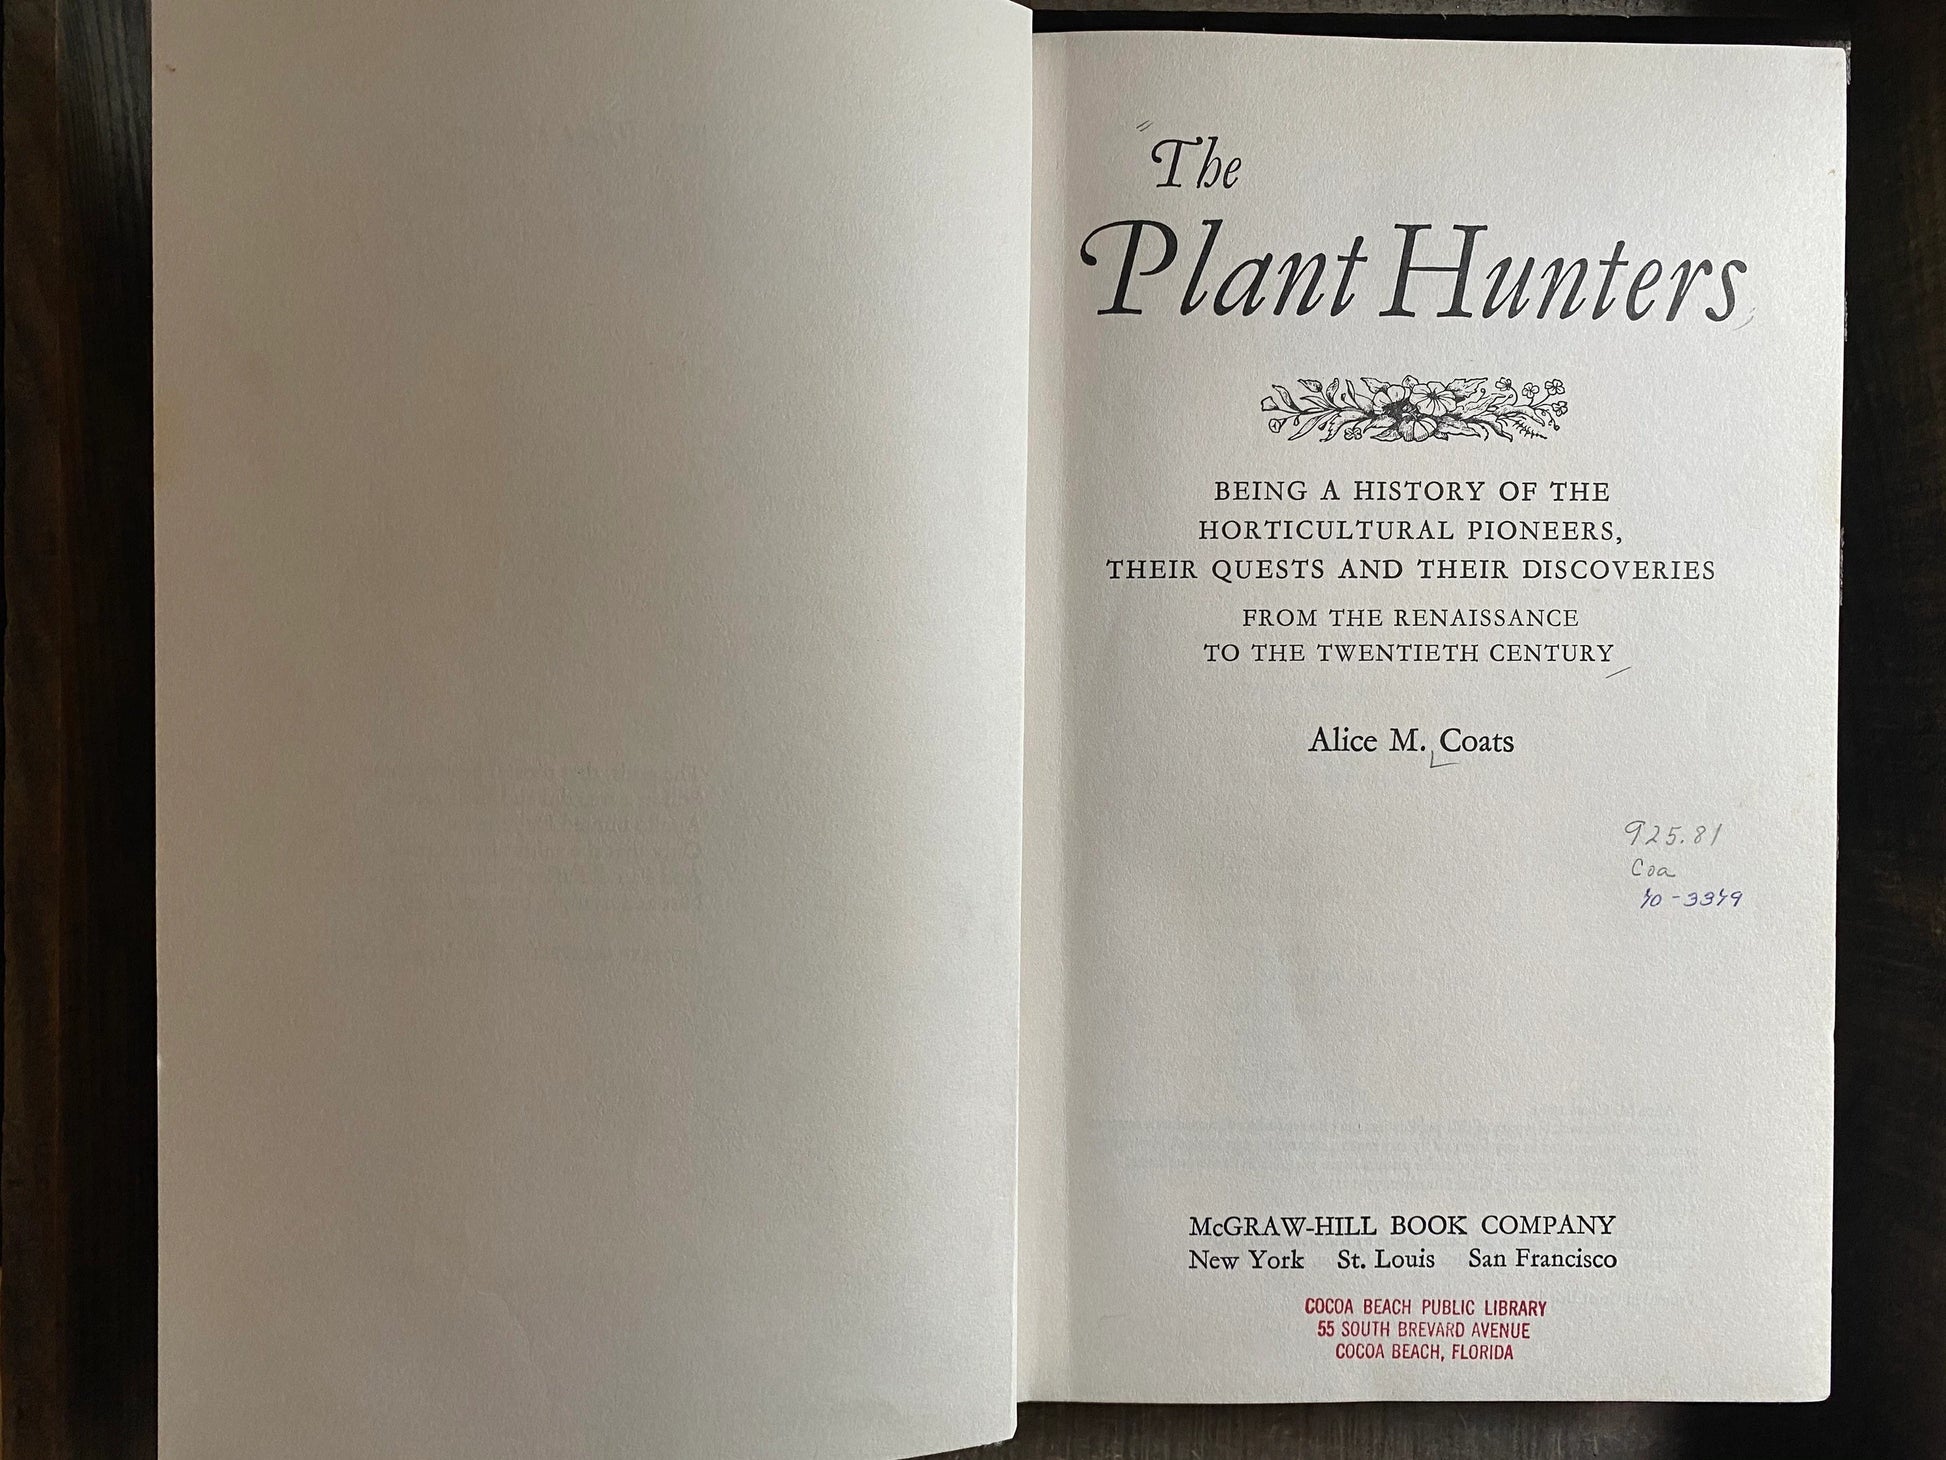 The
Plant Hunters
BEING A HISTORY OF THE
HORTICULTURAL PIONEERS,
THEIR QUESTS AND THEIR DISCOVERIES
FROM THE RENAISSANCE
TO THE TWENTIETH CENTURY
Alice M. Coats
925.81
Coa
70-3379
McGRAW-HILL BOOK COMPANY
New York St. Louis San Francisco
COCOA BEACH PUBLIC LIBRARY
55 SOUTH BREVARD AVENUE
COCOA BEACH, FLORIDA